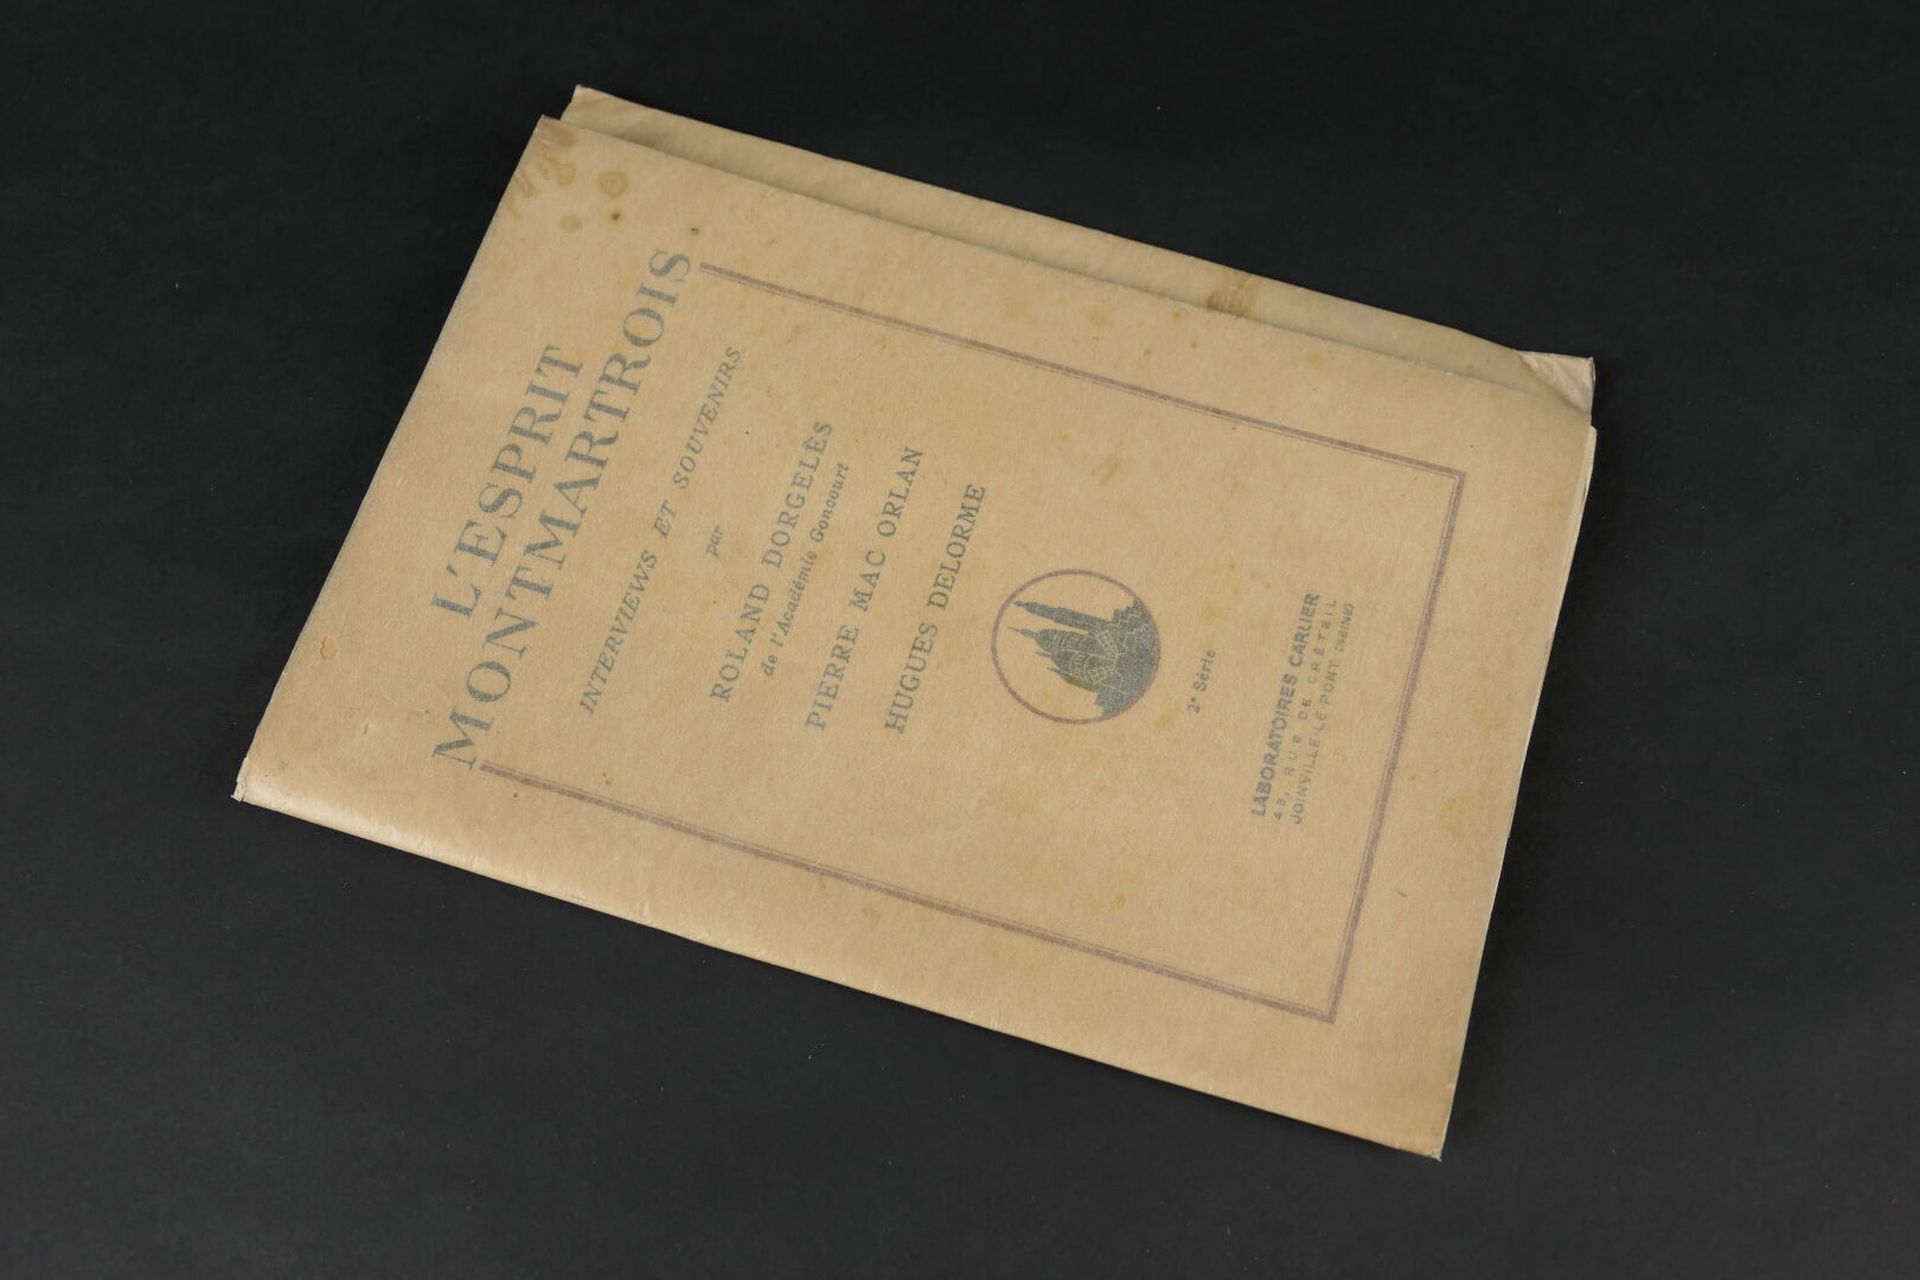 L'ESPRIT
MONTMARTROIS
INTERVIEWS ET SOUVENIRS
par
ROLAND DORGELÈS
de l'Académie Goncourt
PIERRE MAC ORLAN
HUGUES DELORME
2e Série
LABORATOIRES CARLIER
43, RUE DE CRÉTEIL
JOINVILLE-LE-PONT (SEINE)